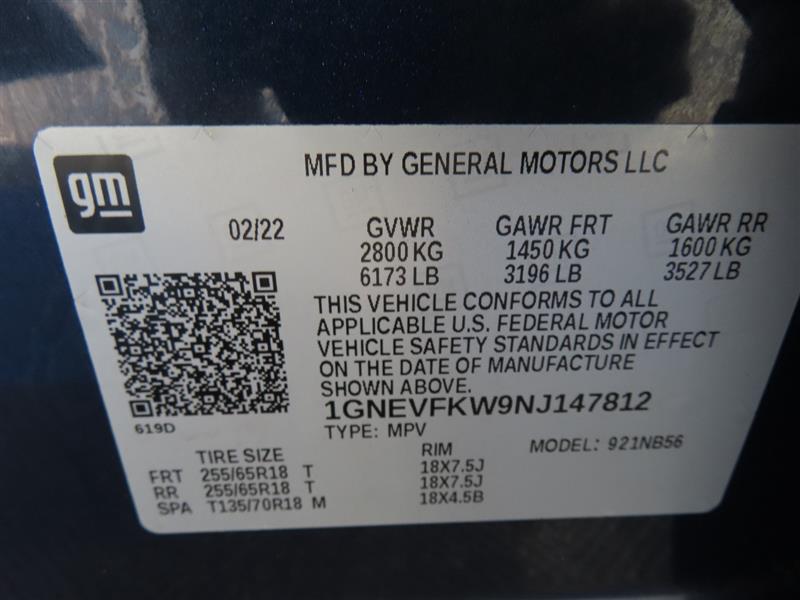 gm
MFD BY GENERAL MOTORS LLC
02/22 GVWR GAWR FRT GAWR RR
2800 KG 1450 KG 1600 KG
6173 LB 3196 LB 3527 LB
THIS VEHICLE CONFORMS TO ALL
APPLICABLE U.S. FEDERAL MOTOR
VEHICLE SAFETY STANDARDS IN EFFECT
ON THE DATE OF MANUFACTURE
SHOWN ABOVE.
1GNEVFKW9NJ147812
619D
TYPE: MPV
MODEL: 921NB56
TIRE SIZE RIM
FRT 255/65R18 T 18X7.5J
RR 255/65R18 T 18X7.5J
SPA T135/70R18 M 18X4.5B